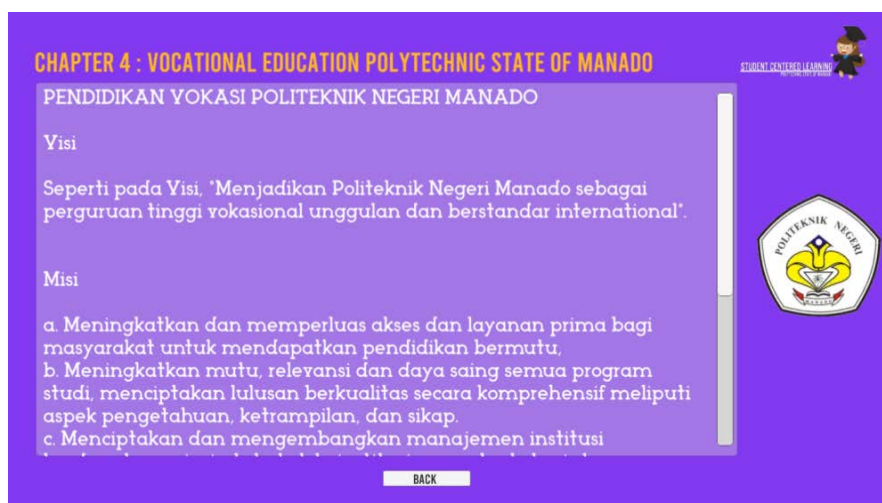 CHAPTER 4 : VOCATIONAL EDUCATION POLYTECHNIC STATE OF MANADO
STUDENT CENTERED LEARNING
PENDIDIKAN VOKASI POLITEKNIK NEGERI MANADO
Visi
Seperti pada Visi, "Menjadikan Politeknik Negeri Manado sebagai
perguruan tinggi vokasional unggulan dan berstandar international".
Misi
a. Meningkatkan dan memperluas akses dan layanan prima bagi
masyarakat untuk mendapatkan pendidikan bermutu,
b. Meningkatkan mutu, relevansi dan daya saing semua program
studi, menciptakan lulusan berkualitas secara komprehensif meliputi
aspek pengetahuan, ketrampilan, dan sikap.
c. Menciptakan dan mengembangkan manajemen institusi
POLITEKNIK NEGERI
MANADO
BACK